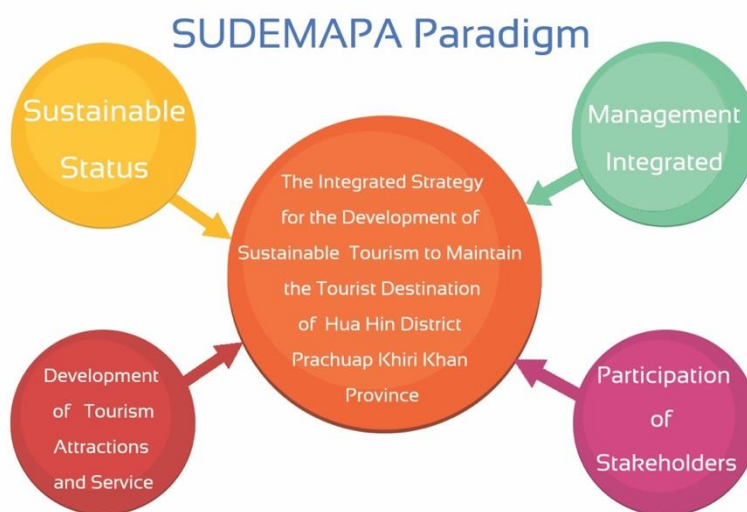 SUDEMAPA Paradigm
Sustainable
Status
Management
Integrated
The Integrated Strategy
for the Development of
Sustainable Tourism to Maintain
the Tourist Destination
of Hua Hin District
Prachuap Khiri Khan
Province
Development
of Tourism
Attractions
and Service
Participation
of
Stakeholders